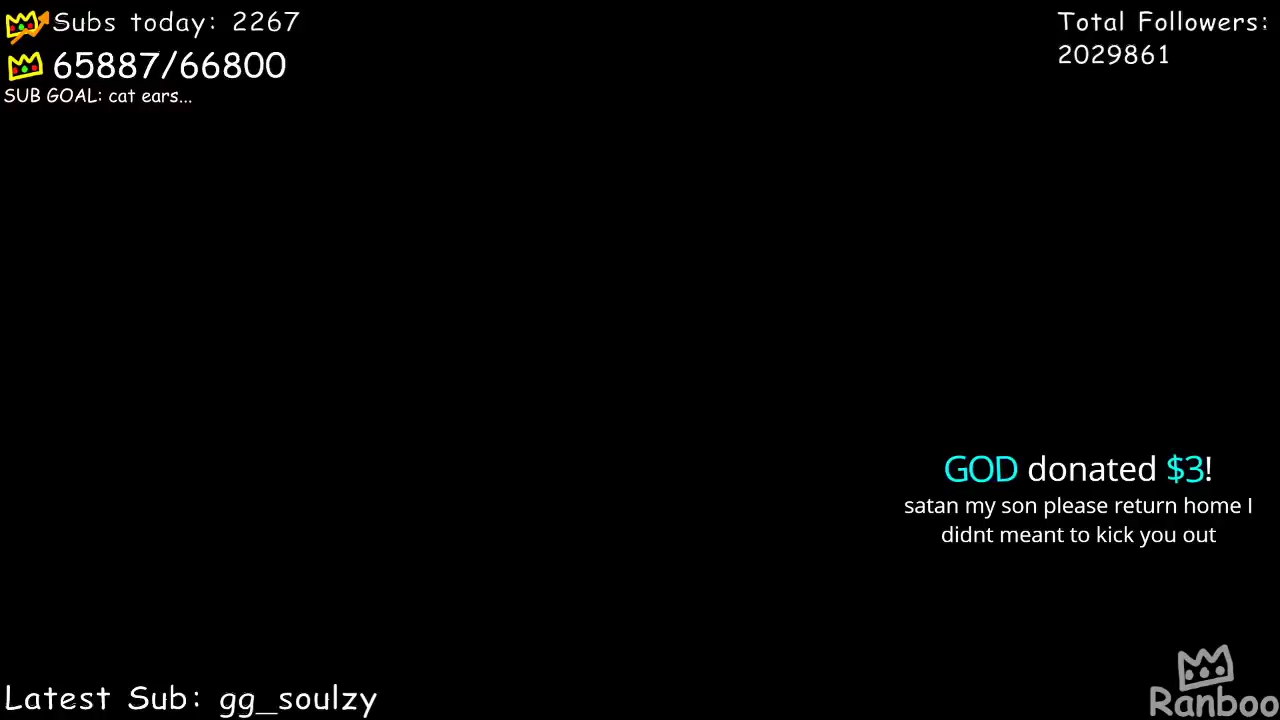 Subs today: 2267
65887/66800
SUB GOAL: cat ears...
Total Followers:
2029861
GOD donated $3!
satan my son please return home I
didnt meant to kick you out
Latest Sub: gg_soulzy
Ranboo